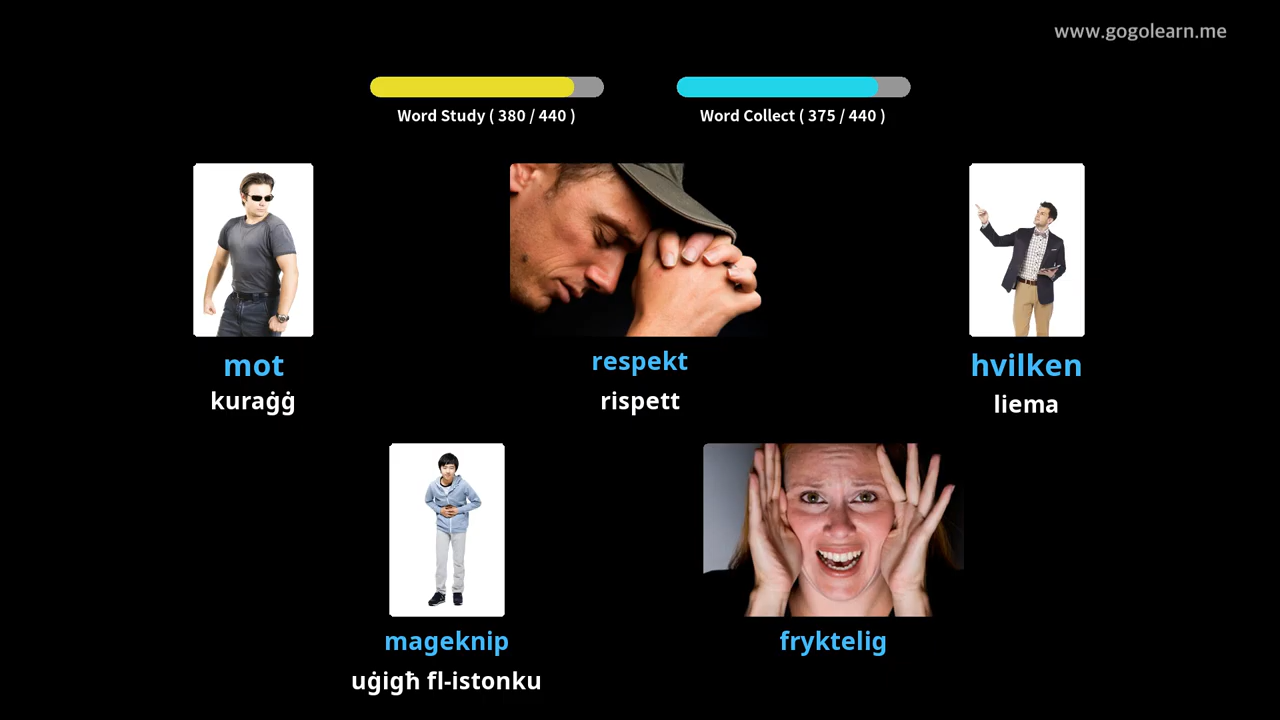 www.gogolearn.me
Word Study ( 380 / 440 )
Word Collect ( 375 / 440 )
mot
kuraġġ
respekt
rispett
hvilken
liema
mageknip
uġigħ fl-istonku
fryktelig